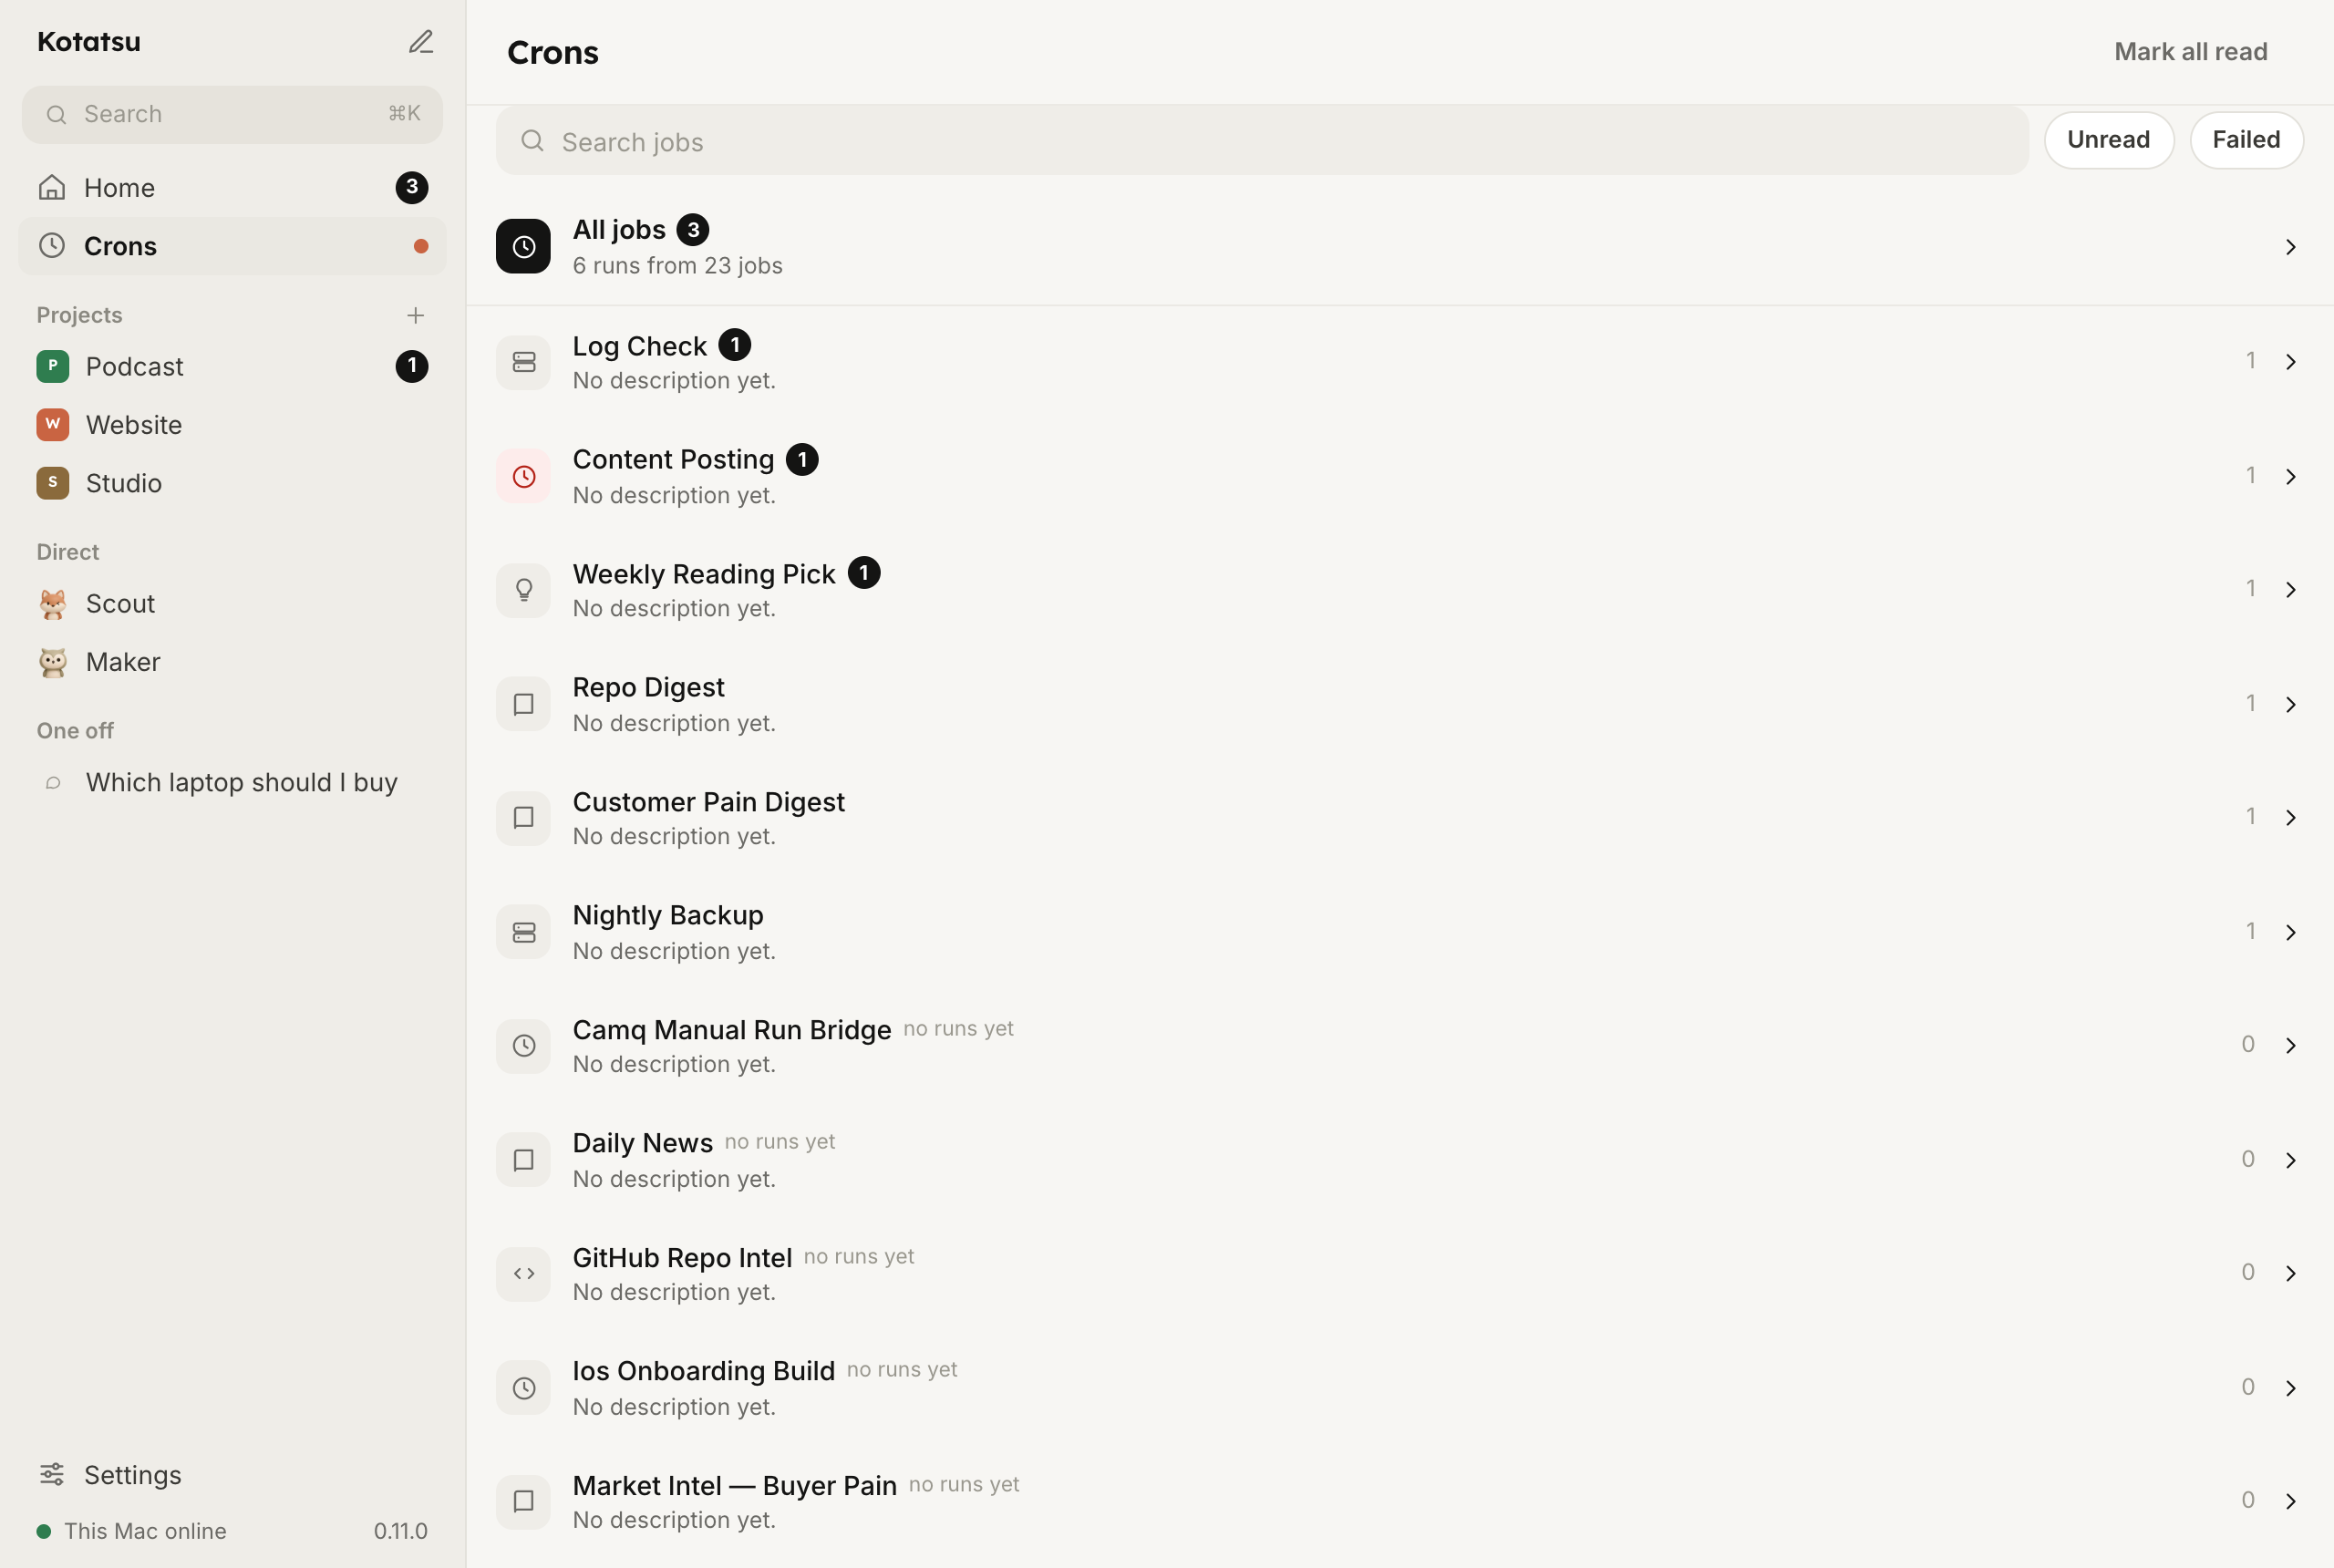 Kotatsu
Search ⌘K
Home 3
Crons
Projects
P Podcast 1
W Website
S Studio
Direct
Scout
Maker
One off
Which laptop should I buy
Settings
This Mac online 0.11.0
Crons
Mark all read
Search jobs
Unread
Failed
All jobs 3
6 runs from 23 jobs
Log Check 1
No description yet.
1
Content Posting 1
No description yet.
1
Weekly Reading Pick 1
No description yet.
1
Repo Digest
No description yet.
1
Customer Pain Digest
No description yet.
1
Nightly Backup
No description yet.
1
Camq Manual Run Bridge no runs yet
No description yet.
0
Daily News no runs yet
No description yet.
0
GitHub Repo Intel no runs yet
No description yet.
0
Ios Onboarding Build no runs yet
No description yet.
0
Market Intel — Buyer Pain no runs yet
No description yet.
0